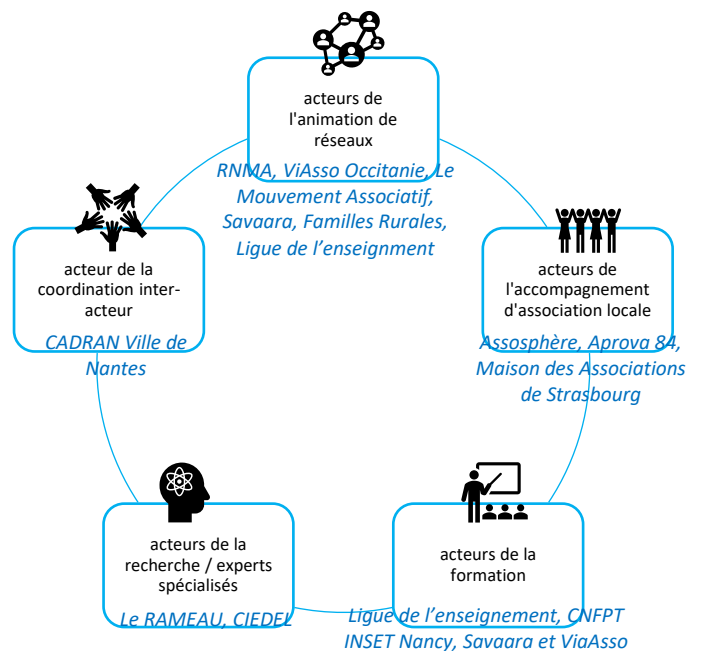 acteurs de
l'animation de
réseaux
RNMA, ViAsso Occitanie, Le
Mouvement Associatif,
Savaara, Familles Rurales,
Ligue de l’enseignment
acteur de la
coordination inter-
acteur
CADRAN Ville de
Nantes
acteurs de
l'accompagnement
d'association locale
Assosphère, Aprova 84,
Maison des Associations
de Strasbourg
acteurs de la
recherche / experts
spécialisés
Le RAMEAU, CIEDEL
acteurs de la
formation
Ligue de l’enseignement, CNFPT
INSET Nancy, Savaara et ViaAsso